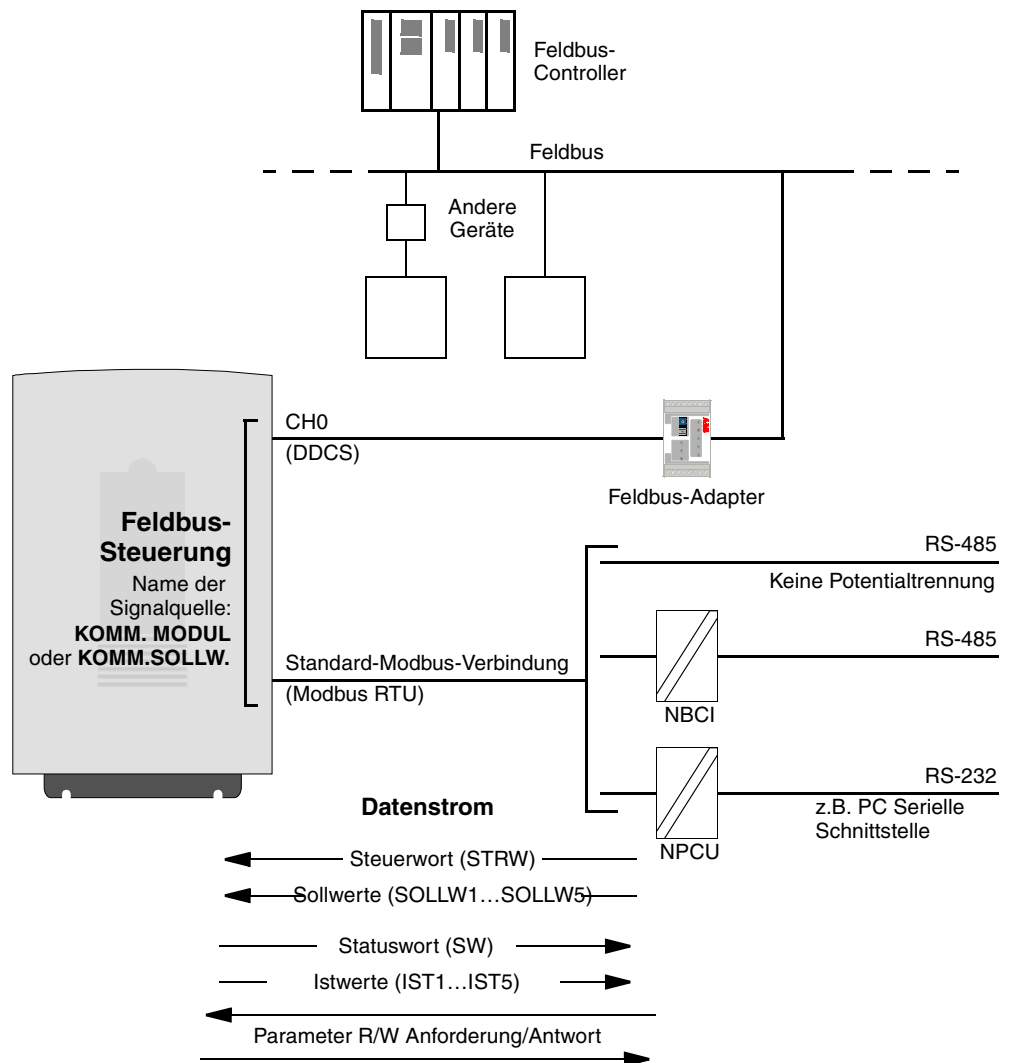 Feldbus-
Controller
Feldbus
Andere
Geräte
CH0
(DDCS)
ABB
Feldbus-Adapter
Feldbus-
Steuerung
Name der
Signalquelle:
KOMM. MODUL
oder KOMM.SOLLW.
Standard-Modbus-Verbindung
(Modbus RTU)
RS-485
Keine Potentialtrennung
RS-485
NBCI
RS-232
z.B. PC Serielle
Schnittstelle
NPCU
Datenstrom
Steuerwort (STRW)
Sollwerte (SOLLW1…SOLLW5)
Statuswort (SW)
Istwerte (IST1…IST5)
Parameter R/W Anforderung/Antwort